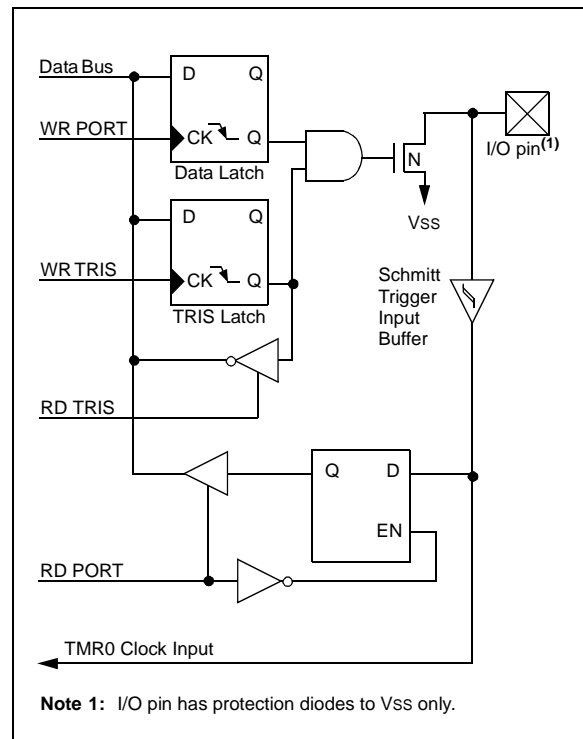 Data Bus
D Q
WR PORT
CK Q
Data Latch
N
I/O pin(1)
VSS
D Q
WR TRIS
CK Q
TRIS Latch
Schmitt
Trigger
Input
Buffer
RD TRIS
Q D
EN
RD PORT
TMR0 Clock Input
Note 1: I/O pin has protection diodes to VSS only.